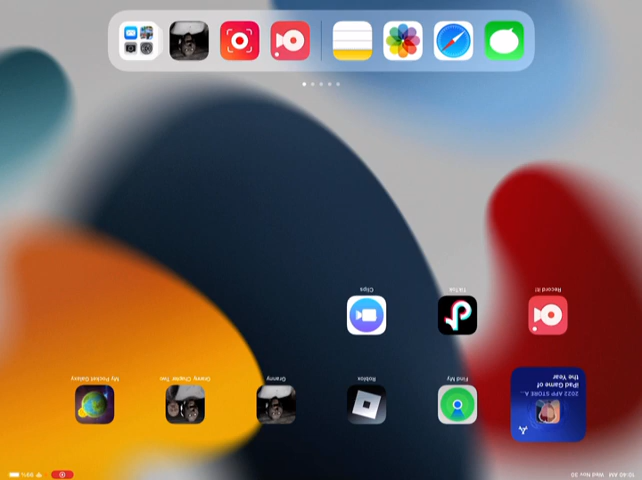 10:40 AM Wed Nov 30
99%
2022 APP STORE A...
iPad Game of
the Year
Find My
Roblox
Granny
Granny Chapter Two
My Pocket Galaxy
Record it!
TikTok
Clips